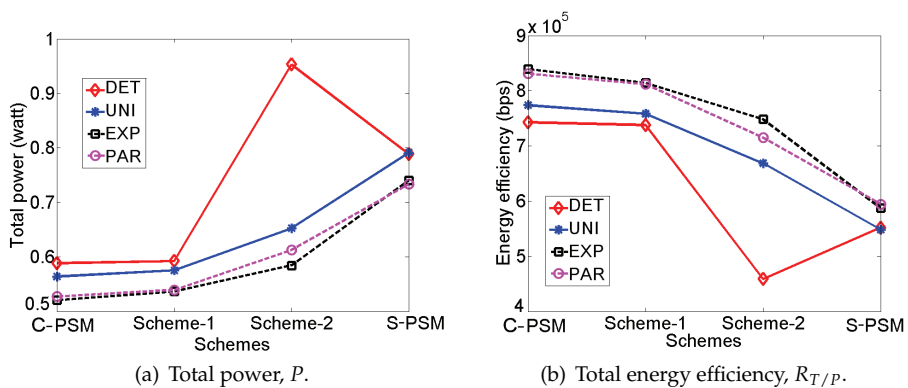 1
0.9
0.8
0.7
0.6
0.5
Total power (watt)
DET
UNI
EXP
PAR
C-PSM
Scheme-1
Scheme-2
S-PSM
Schemes
(a) Total power, P.
9 x 10^5
8
7
6
5
4
Energy efficiency (bps)
DET
UNI
EXP
PAR
C-PSM
Scheme-1
Scheme-2
S-PSM
Schemes
(b) Total energy efficiency, R_{T/P}.